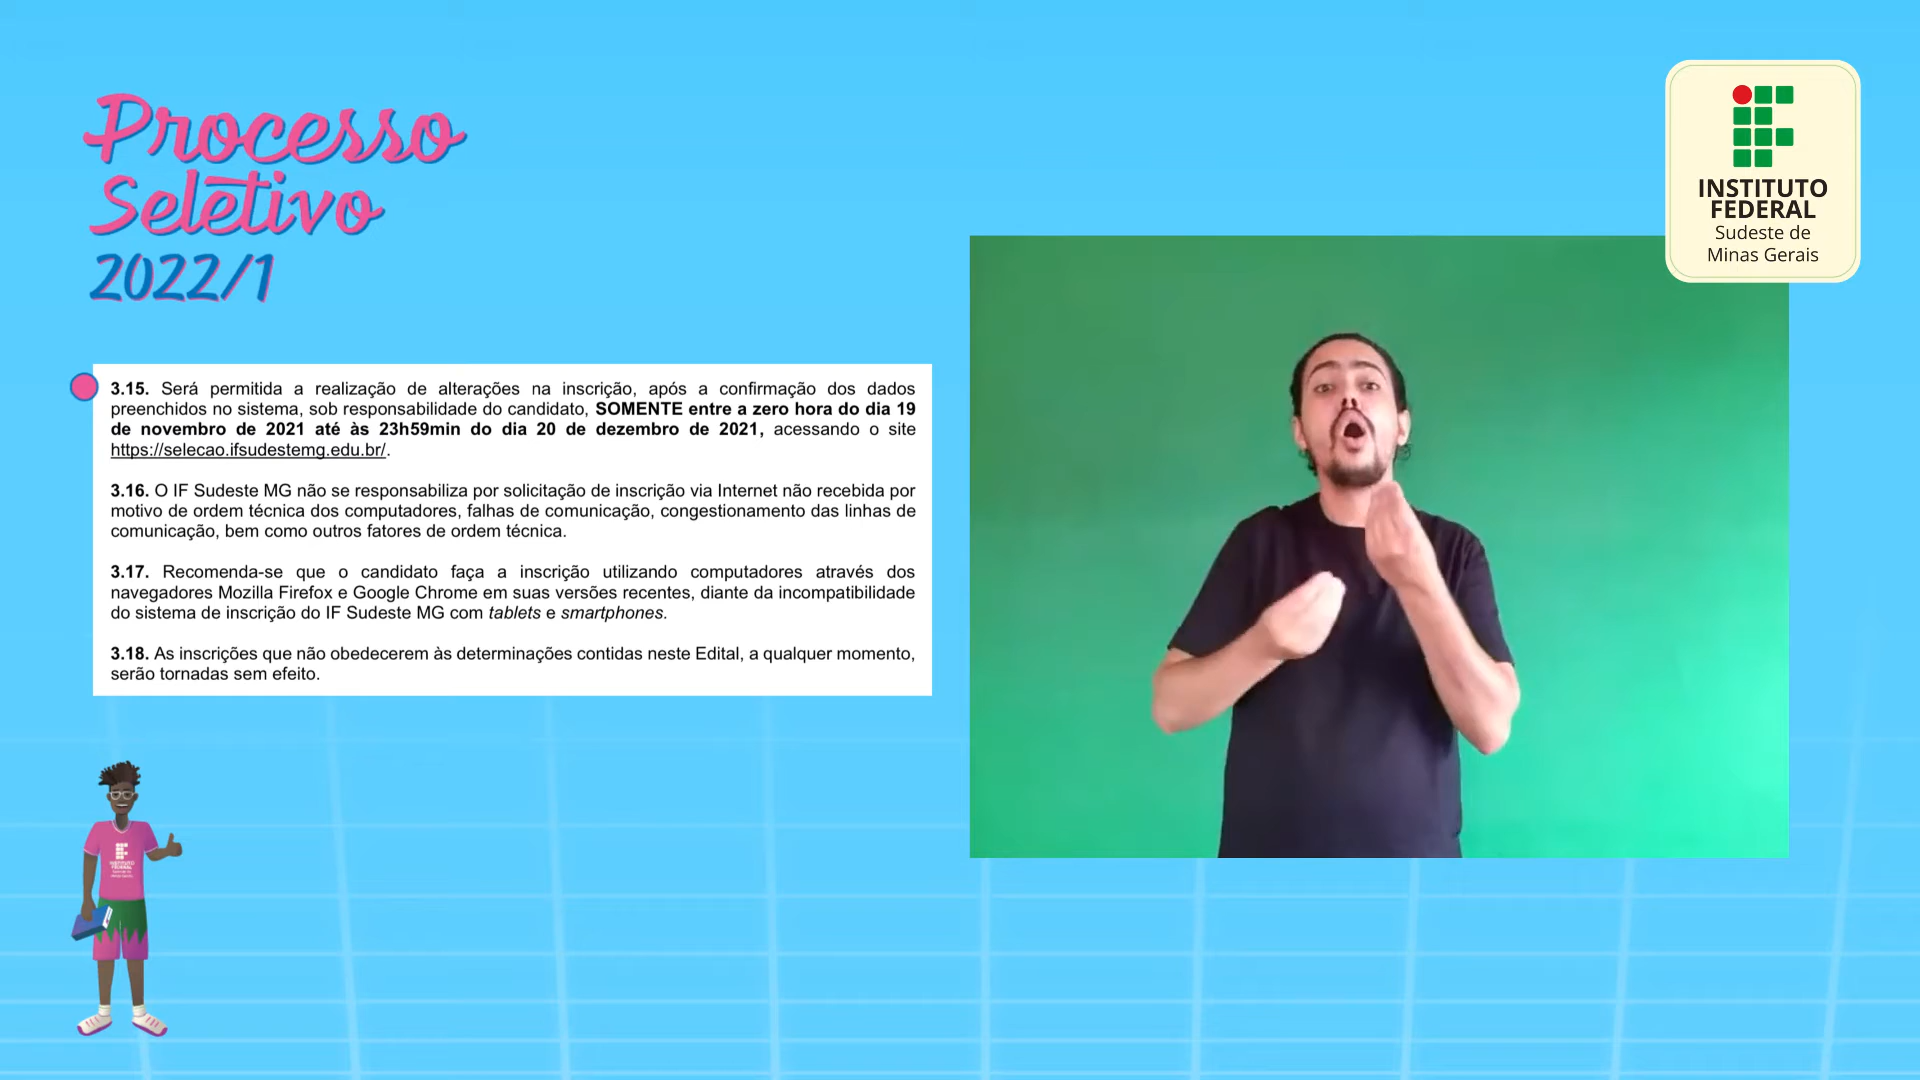 Processo
Seletivo
2022/1
INSTITUTO
FEDERAL
Sudeste de
Minas Gerais
3.15. Será permitida a realização de alterações na inscrição, após a confirmação dos dados
preenchidos no sistema, sob responsabilidade do candidato, SOMENTE entre a zero hora do dia 19
de novembro de 2021 até às 23h59min do dia 20 de dezembro de 2021, acessando o site
https://selecao.ifsudestemg.edu.br/.
3.16. O IF Sudeste MG não se responsabiliza por solicitação de inscrição via Internet não recebida por
motivo de ordem técnica dos computadores, falhas de comunicação, congestionamento das linhas de
comunicação, bem como outros fatores de ordem técnica.
3.17. Recomenda-se que o candidato faça a inscrição utilizando computadores através dos
navegadores Mozilla Firefox e Google Chrome em suas versões recentes, diante da incompatibilidade
do sistema de inscrição do IF Sudeste MG com tablets e smartphones.
3.18. As inscrições que não obedecerem às determinações contidas neste Edital, a qualquer momento,
serão tornadas sem efeito.
INSTITUTO
FEDERAL